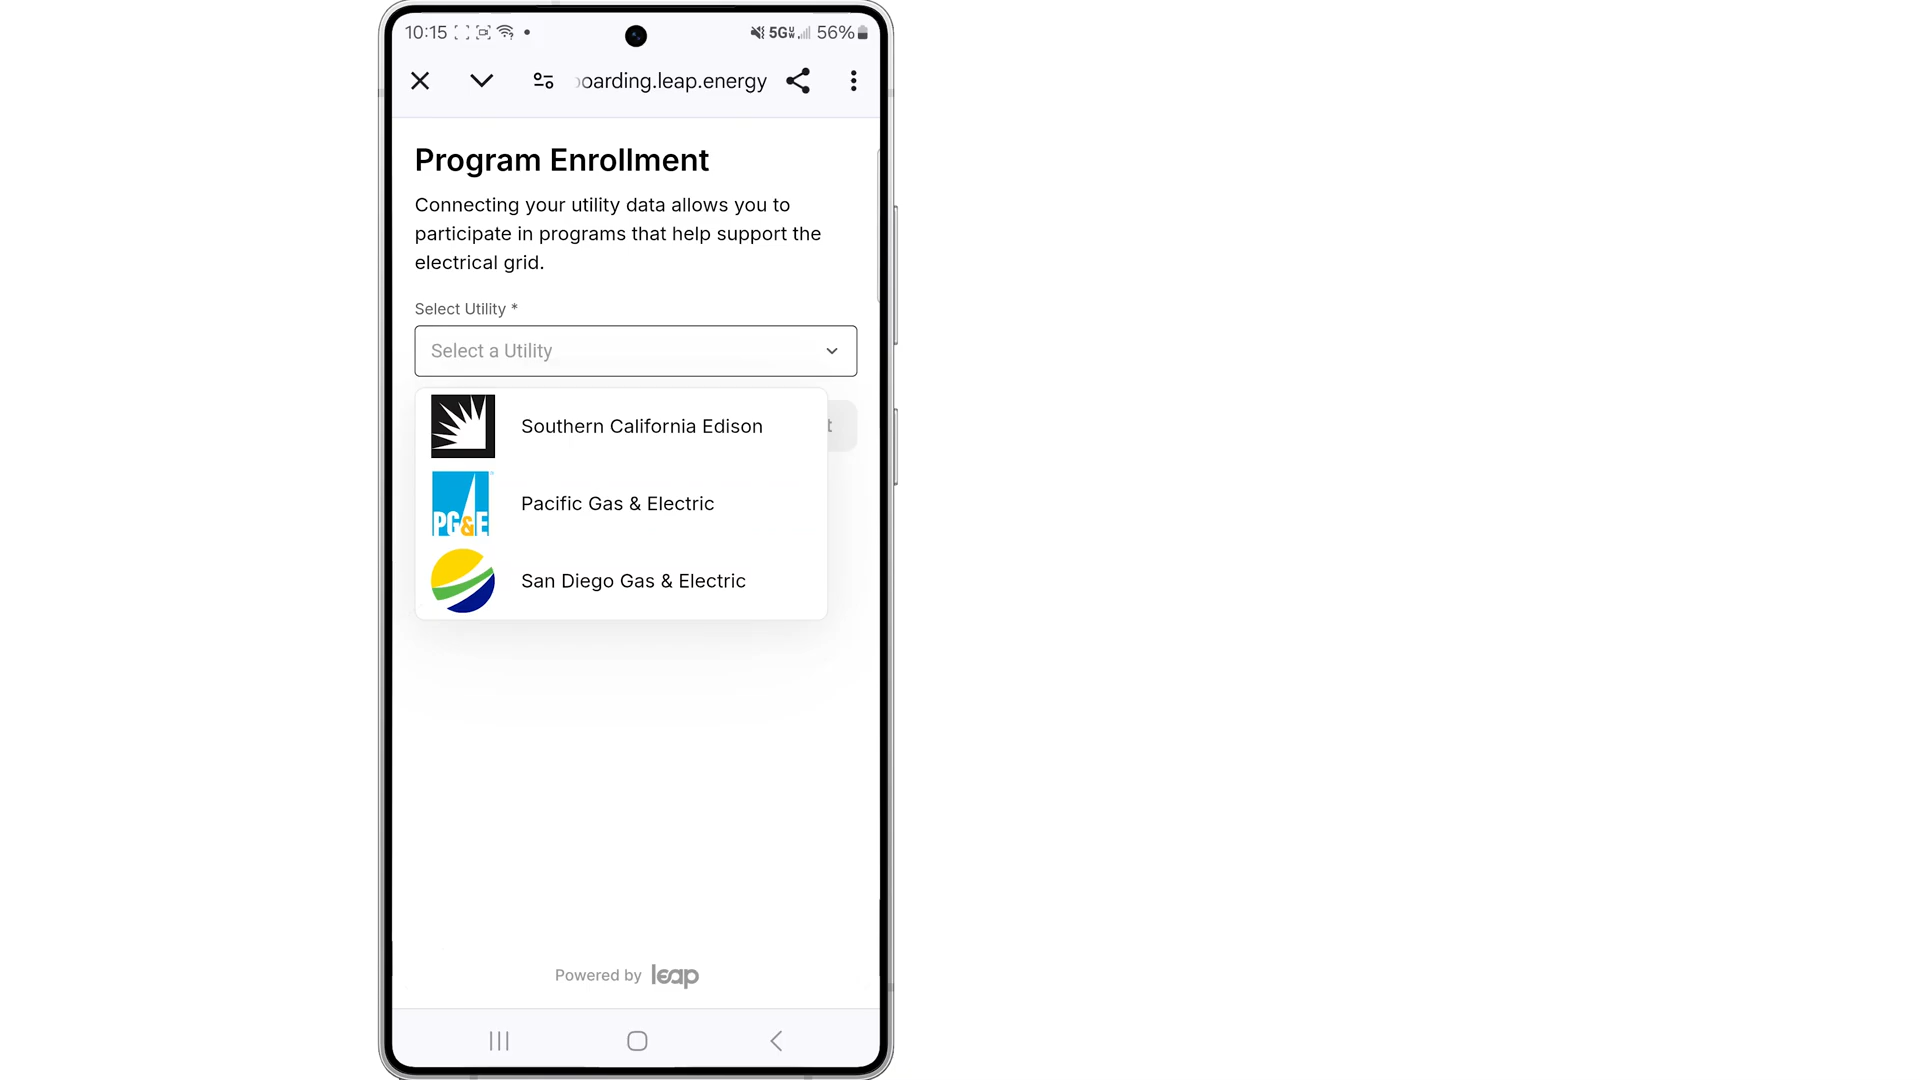 10:15
5G
56%
oarding.leap.energy
Program Enrollment
Connecting your utility data allows you to
participate in programs that help support the
electrical grid.
Select Utility *
Select a Utility
t
Southern California Edison
PG&E
Pacific Gas & Electric
San Diego Gas & Electric
Powered by leap